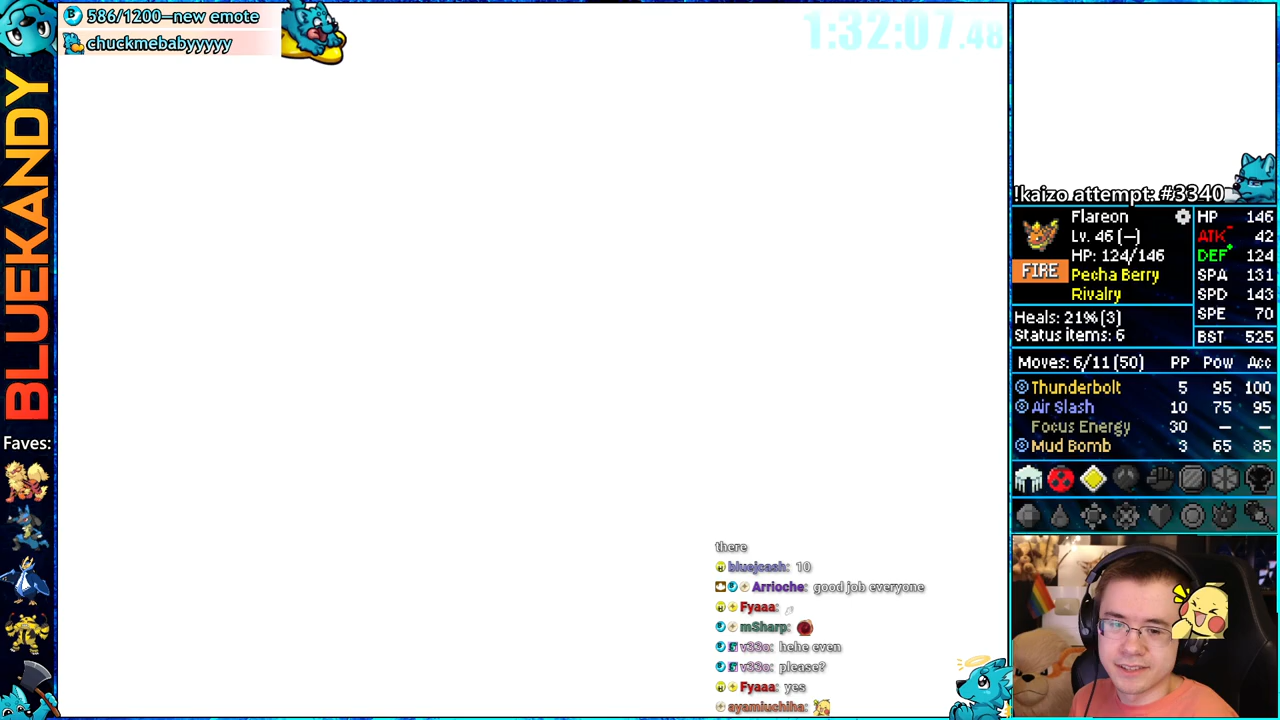 586/1200—new emote
chuckmebabyyyyy
1:32:07.48
BLUEKANDY
Faves:
!kaizo attempt: #3340
Flareon
Lv. 46 (—)
HP: 124/146
FIRE
Pecha Berry
Rivalry
Heals: 21% (3)
Status items: 6
HP 146
ATK 42
DEF 124
SPA 131
SPD 143
SPE 70
BST 525
Moves: 6/11 (50) PP Pow Acc
Thunderbolt 5 95 100
Air Slash 10 75 95
Focus Energy 30 — —
Mud Bomb 3 65 85
there
bluejcash: 10
Arrioche: good job everyone
Fyaaa:
mSharp:
v33o: hehe even
v33o: please?
Fyaaa: yes
ayamiuchiha: